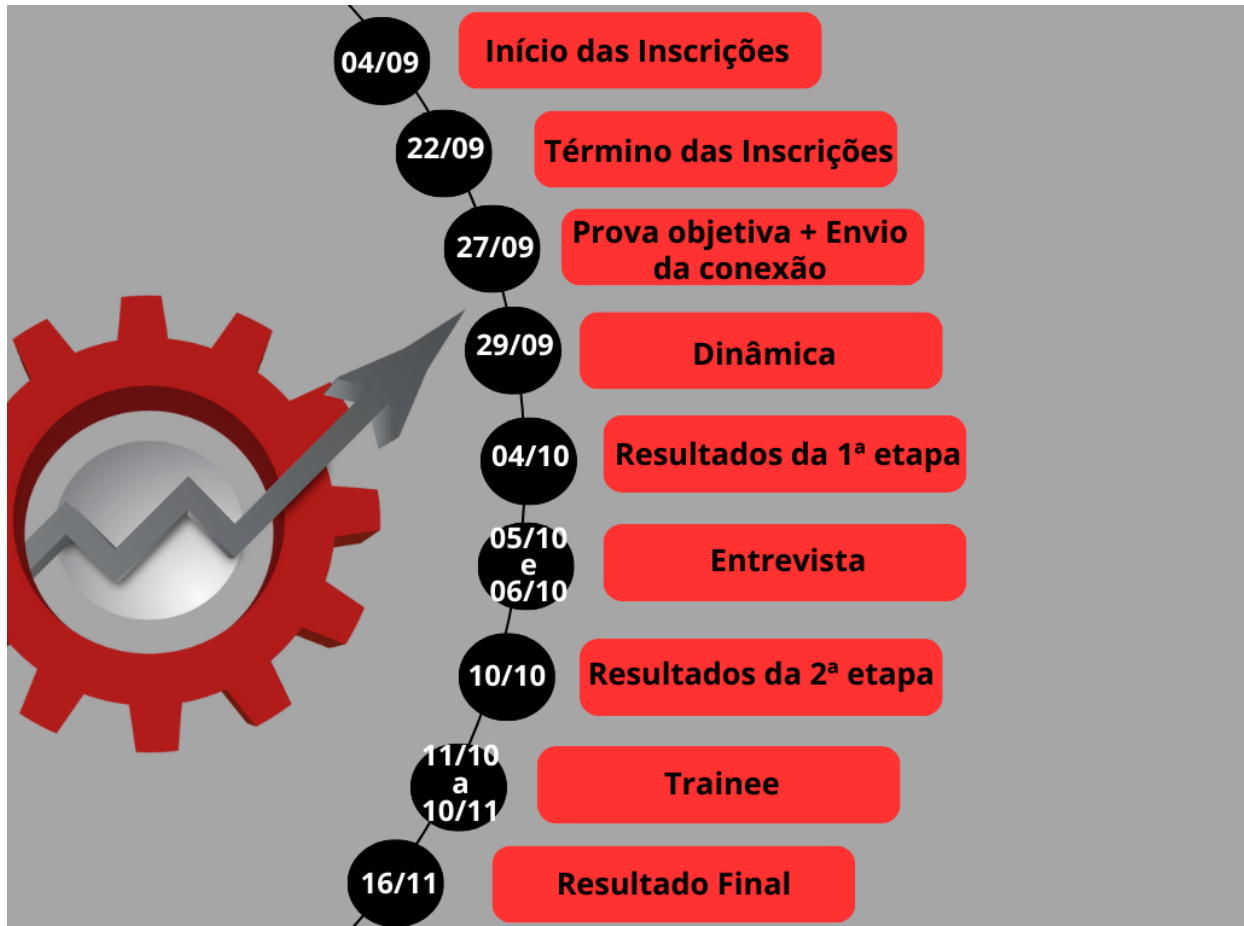 04/09
Início das Inscrições
22/09
Término das Inscrições
27/09
Prova objetiva + Envio
da conexão
29/09
Dinâmica
04/10
Resultados da 1ª etapa
05/10
e
06/10
Entrevista
10/10
Resultados da 2ª etapa
11/10
a
10/11
Trainee
16/11
Resultado Final